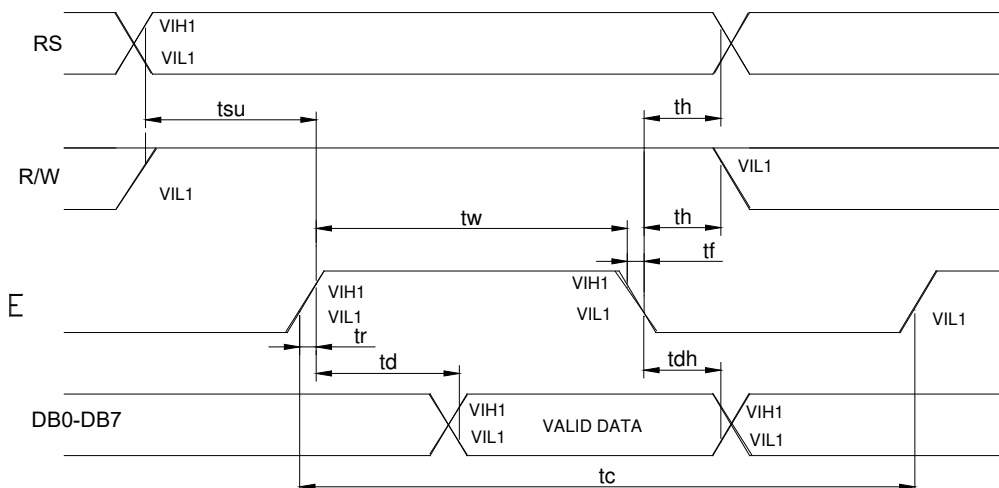 VIH1
RS
VIL1
tsu
th
R/W
VIL1
VIL1
tw
th
tf
E
VIH1
VIH1
VIL1
VIL1
VIL1
tr
td
tdh
DB0-DB7
VIH1
VIL1
VALID DATA
VIH1
VIL1
tc